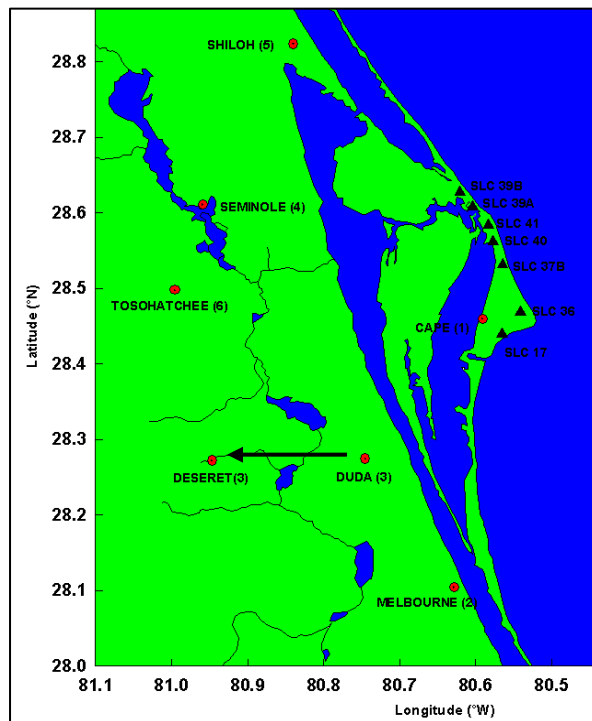 28.8
28.7
28.6
28.5
28.4
28.3
28.2
28.1
28.0
Latitude (°N)
SHILOH (5)
SLC 39B
SLC 39A
SEMINOLE (4)
SLC 41
SLC 40
SLC 37B
TOSOHATCHEE (6)
SLC 36
CAPE (1)
SLC 17
DESERET(3)
DUDA (3)
MELBOURNE (2)
81.1 81.0 80.9 80.8 80.7 80.6 80.5
Longitude (°W)